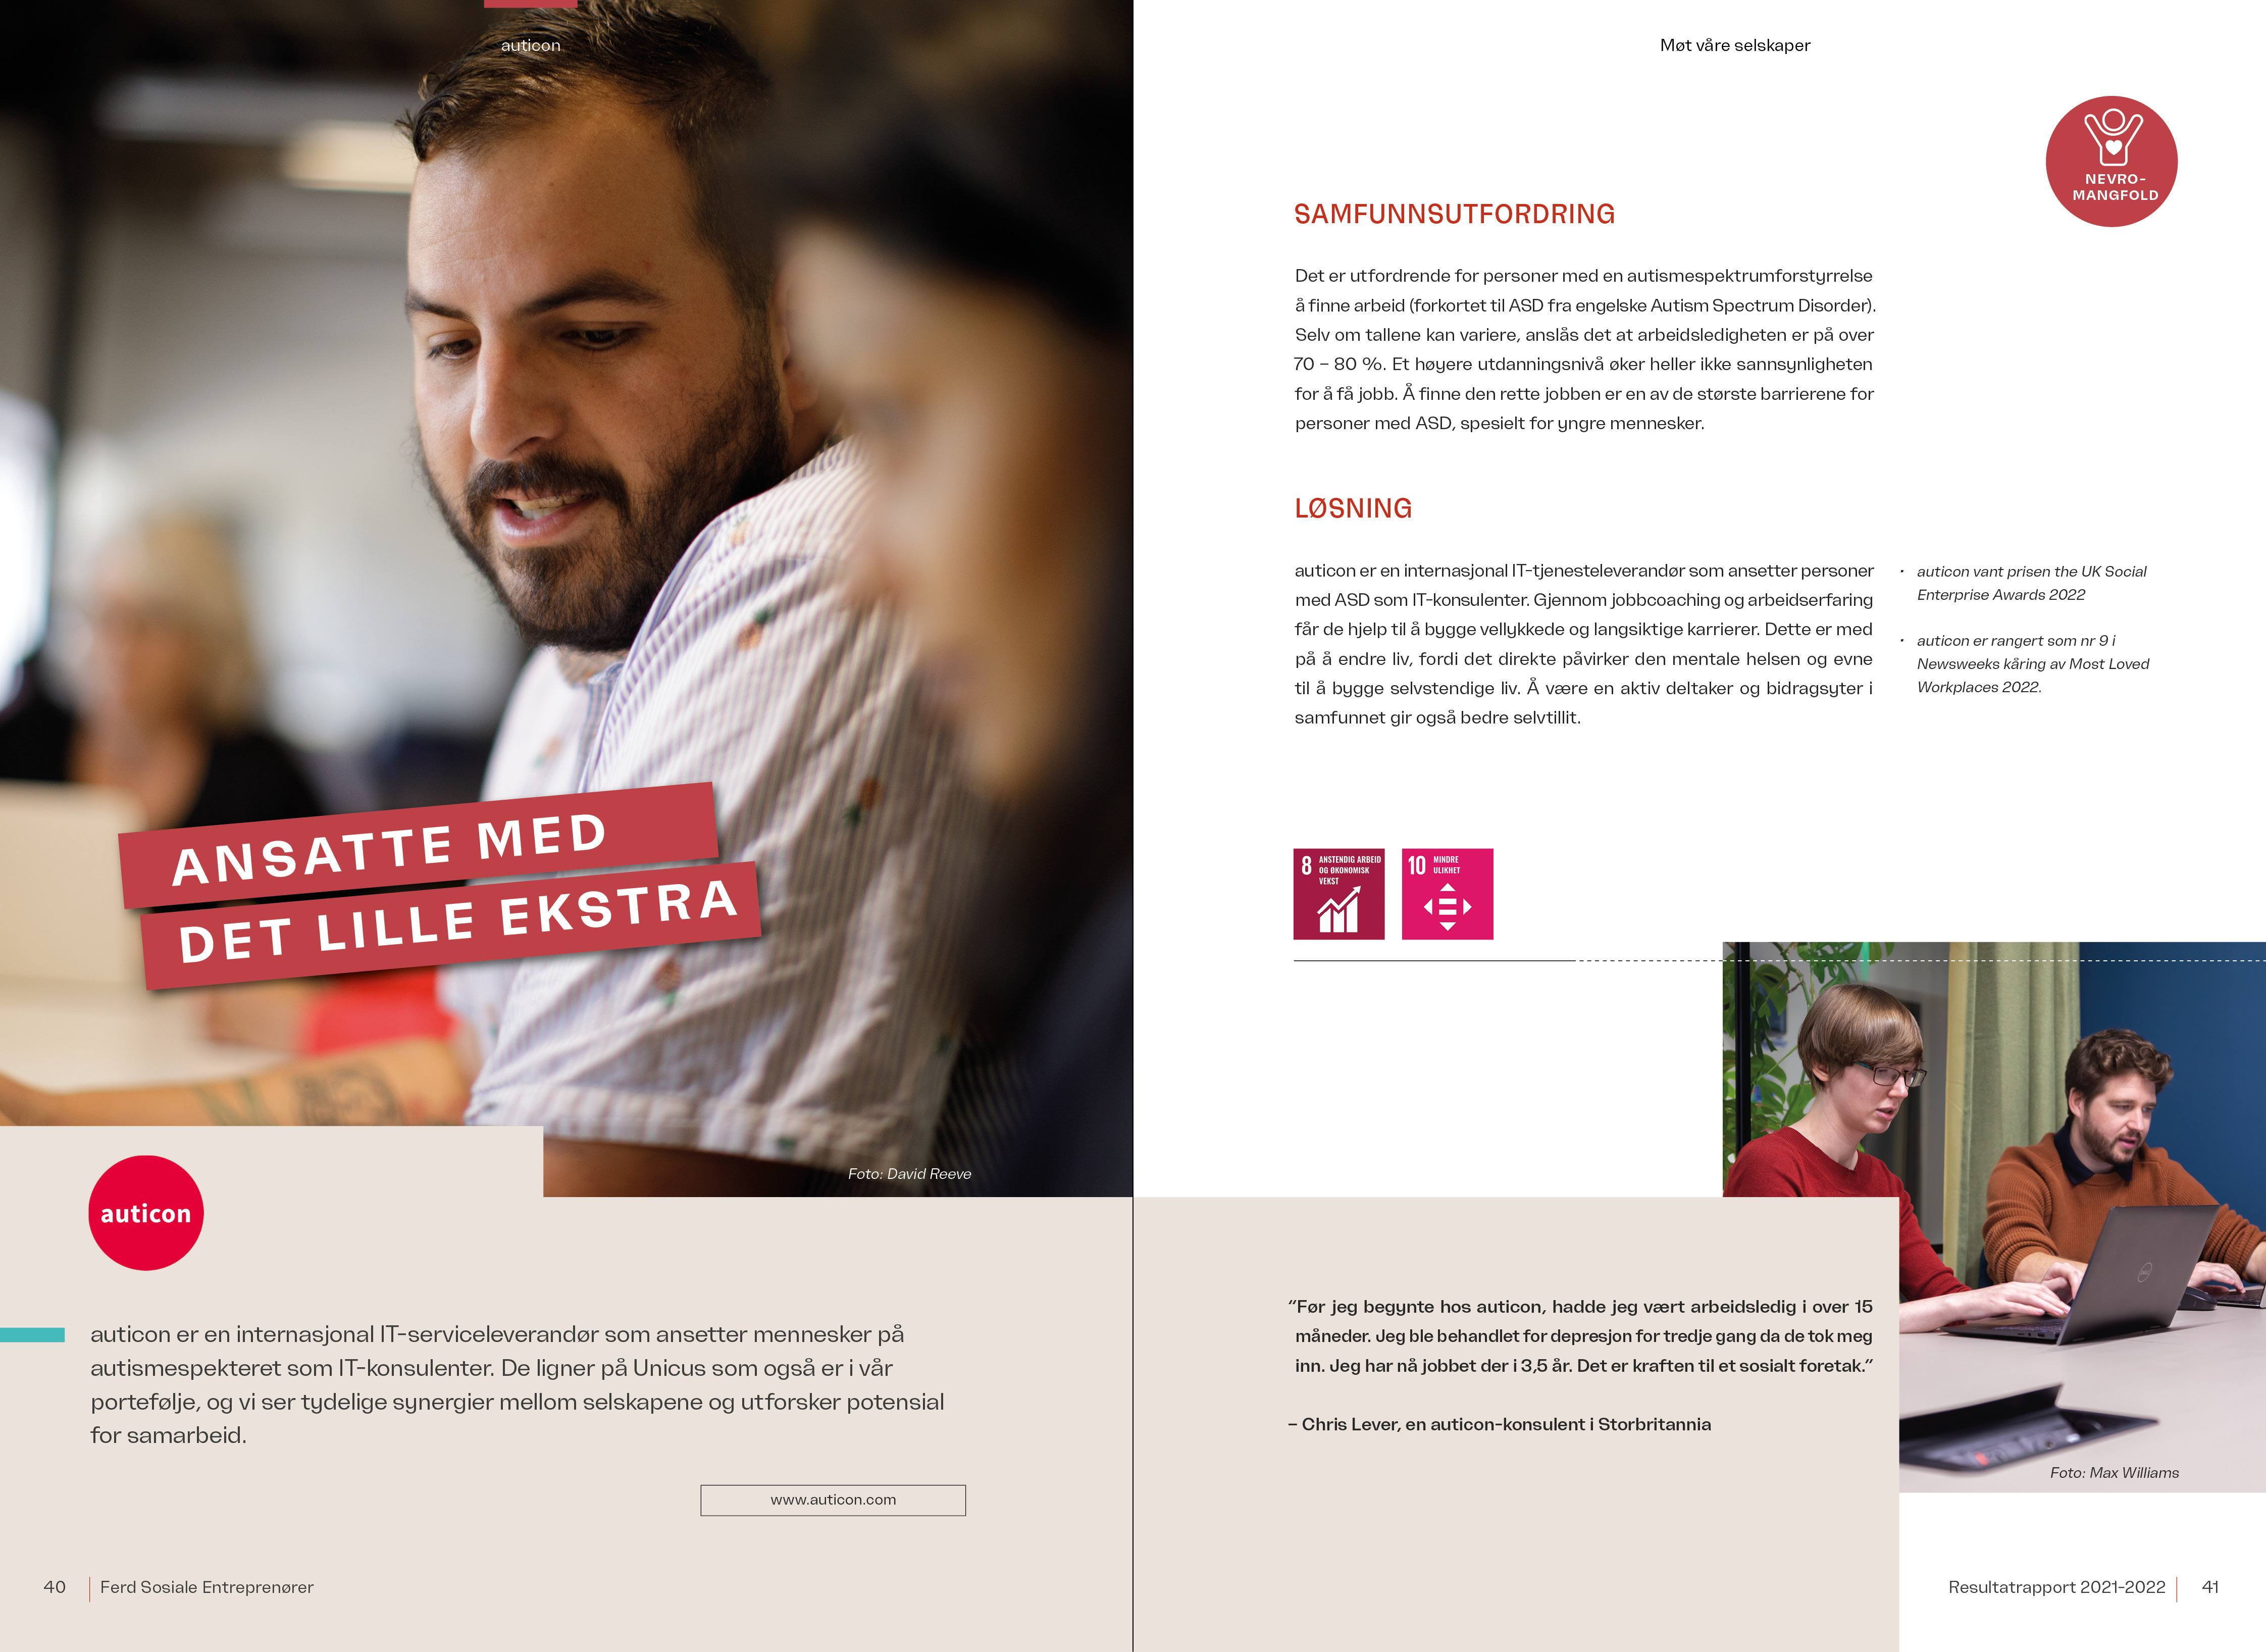 auticon
ANSATTE MED
DET LILLE EKSTRA
Foto: David Reeve
auticon
auticon er en internasjonal IT-serviceleverandør som ansetter mennesker på
autismespekteret som IT-konsulenter. De ligner på Unicus som også er i vår
portefølje, og vi ser tydelige synergier mellom selskapene og utforsker potensial
for samarbeid.
www.auticon.com
40 Ferd Sosiale Entreprenører
Møt våre selskaper
NEVRO-
MANGFOLD
SAMFUNNSUTFORDRING
Det er utfordrende for personer med en autismespektrumforstyrrelse
å finne arbeid (forkortet til ASD fra engelske Autism Spectrum Disorder).
Selv om tallene kan variere, anslås det at arbeidsledigheten er på over
70 – 80 %. Et høyere utdanningsnivå øker heller ikke sannsynligheten
for å få jobb. Å finne den rette jobben er en av de største barrierene for
personer med ASD, spesielt for yngre mennesker.
LØSNING
auticon er en internasjonal IT-tjenesteleverandør som ansetter personer
med ASD som IT-konsulenter. Gjennom jobbcoaching og arbeidserfaring
får de hjelp til å bygge vellykkede og langsiktige karrierer. Dette er med
på å endre liv, fordi det direkte påvirker den mentale helsen og evne
til å bygge selvstendige liv. Å være en aktiv deltaker og bidragsyter i
samfunnet gir også bedre selvtillit.
• auticon vant prisen the UK Social
Enterprise Awards 2022
• auticon er rangert som nr 9 i
Newsweeks kåring av Most Loved
Workplaces 2022.
8 ANSTENDIG ARBEID
OG ØKONOMISK
VEKST
10 MINDRE
ULIKHET
“Før jeg begynte hos auticon, hadde jeg vært arbeidsledig i over 15
måneder. Jeg ble behandlet for depresjon for tredje gang da de tok meg
inn. Jeg har nå jobbet der i 3,5 år. Det er kraften til et sosialt foretak.”
– Chris Lever, en auticon-konsulent i Storbritannia
Foto: Max Williams
Resultatrapport 2021-2022 41